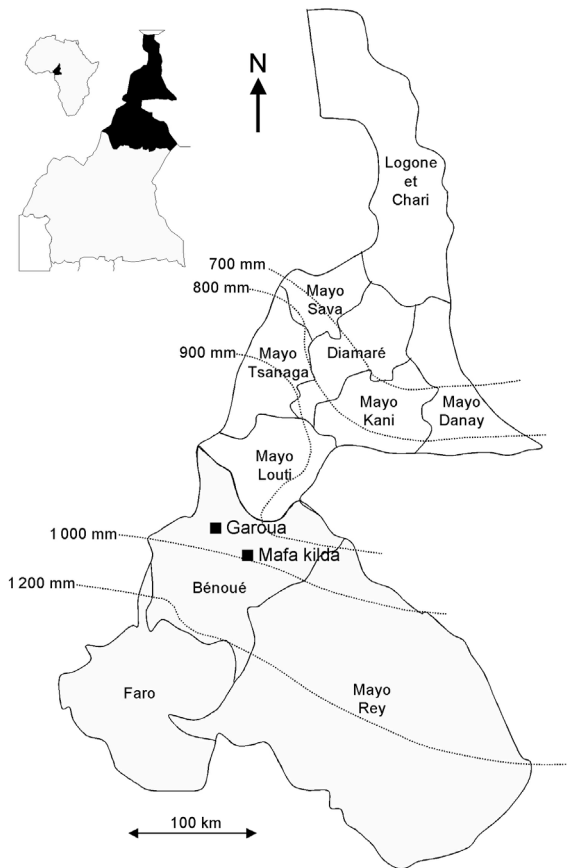 N
Logone
et
Chari
700 mm
800 mm
Mayo
Sava
900 mm
Mayo
Tsanaga
Diamaré
Mayo
Kani
Mayo
Danay
Mayo
Louti
Garoua
1 000 mm
Mafa kilda
1 200 mm
Bénoué
Faro
Mayo
Rey
100 km